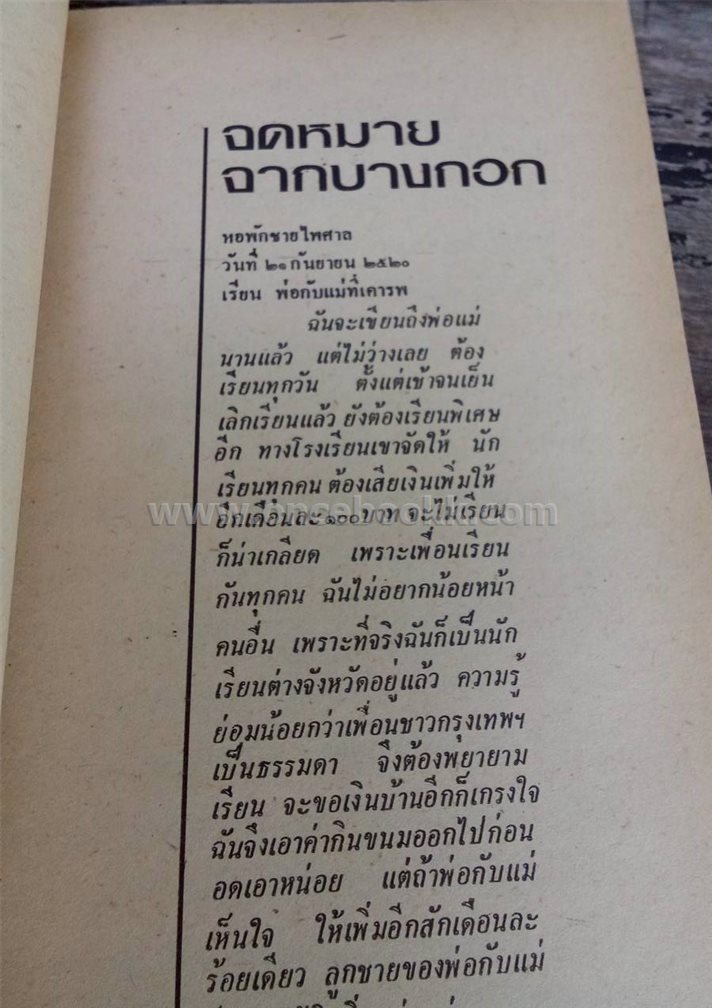 จดหมาย
จากบางกอก
หอพักชายไพศาล
วันที่ ๒๑ กันยายน ๒๕๒๐
เรียน พ่อกับแม่ที่เคารพ
ฉันจะเขียนถึงพ่อแม่
นานแล้ว แต่ไม่ว่างเลย ต้อง
เรียนทุกวัน ตั้งแต่เช้าจนเย็น
เลิกเรียนแล้ว ยังต้องเรียนพิเศษ
อีก ทางโรงเรียนเขาจัดให้ นัก
เรียนทุกคน ต้องเสียเงินเพิ่มให้
อีกเดือนละ ๑๐๐ บาท จะไม่เรียน
ก็น่าเกลียด เพราะเพื่อนเรียน
กันทุกคน ฉันไม่อยากน้อยหน้า
คนอื่น เพราะที่จริงฉันก็เป็นนัก
เรียนต่างจังหวัดอยู่แล้ว ความรู้
ย่อมน้อยกว่าเพื่อนชาวกรุงเทพฯ
เป็นธรรมดา จึงต้องพยายาม
เรียน จะขอเงินบ้านอีกก็เกรงใจ
ฉันจึงเอาค่ากินขนมออกไปก่อน
อดเอาหน่อย แต่ถ้าพ่อกับแม่
เห็นใจ ให้เพิ่มอีกสักเดือนละ
ร้อยเดียว ลูกชายของพ่อกับแม่